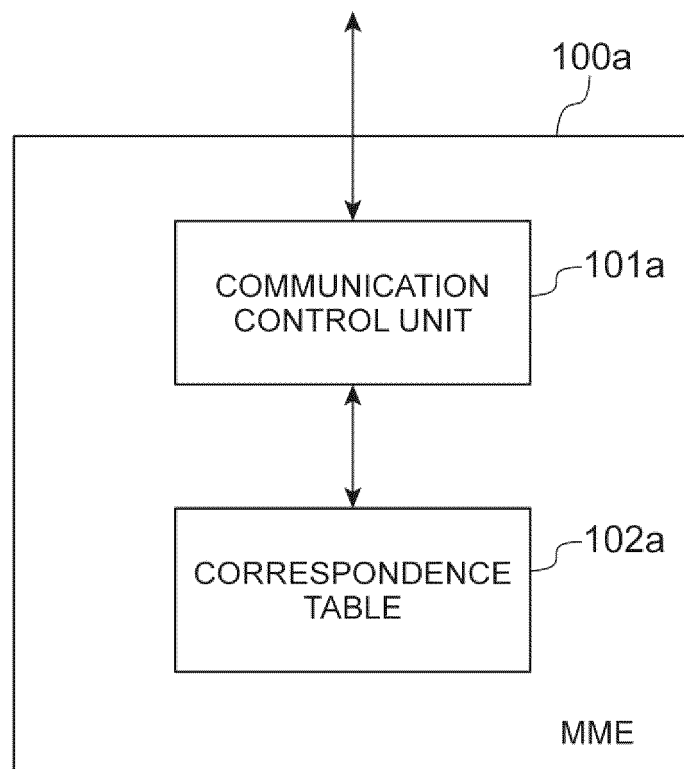 100a
COMMUNICATION
CONTROL UNIT
101a
CORRESPONDENCE
TABLE
102a
MME